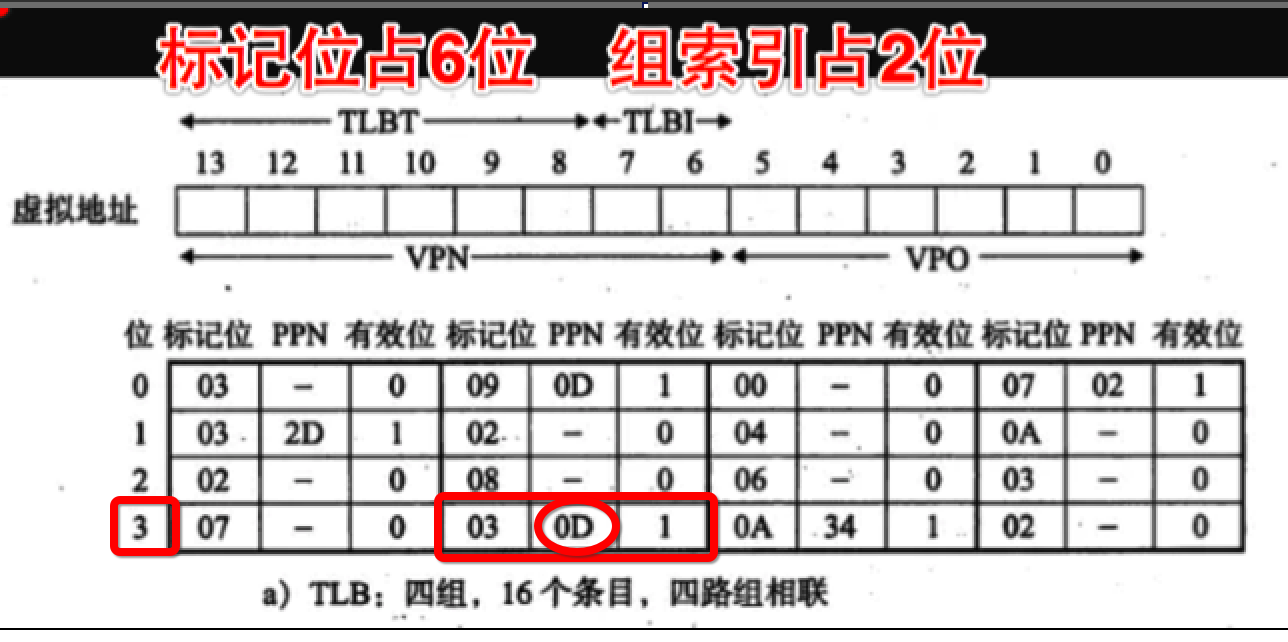 标记位占6位 组索引占2位
TLBT TLBI
13 12 11 10 9 8 7 6 5 4 3 2 1 0
虚拟地址
VPN VPO
位 标记位 PPN 有效位 标记位 PPN 有效位 标记位 PPN 有效位 标记位 PPN 有效位
0 03 – 0 09 0D 1 00 – 0 07 02 1
1 03 2D 1 02 – 0 04 – 0 0A – 0
2 02 – 0 08 – 0 06 – 0 03 – 0
3 07 – 0 03 0D 1 0A 34 1 02 – 0
a) TLB：四组，16个条目，四路组相联